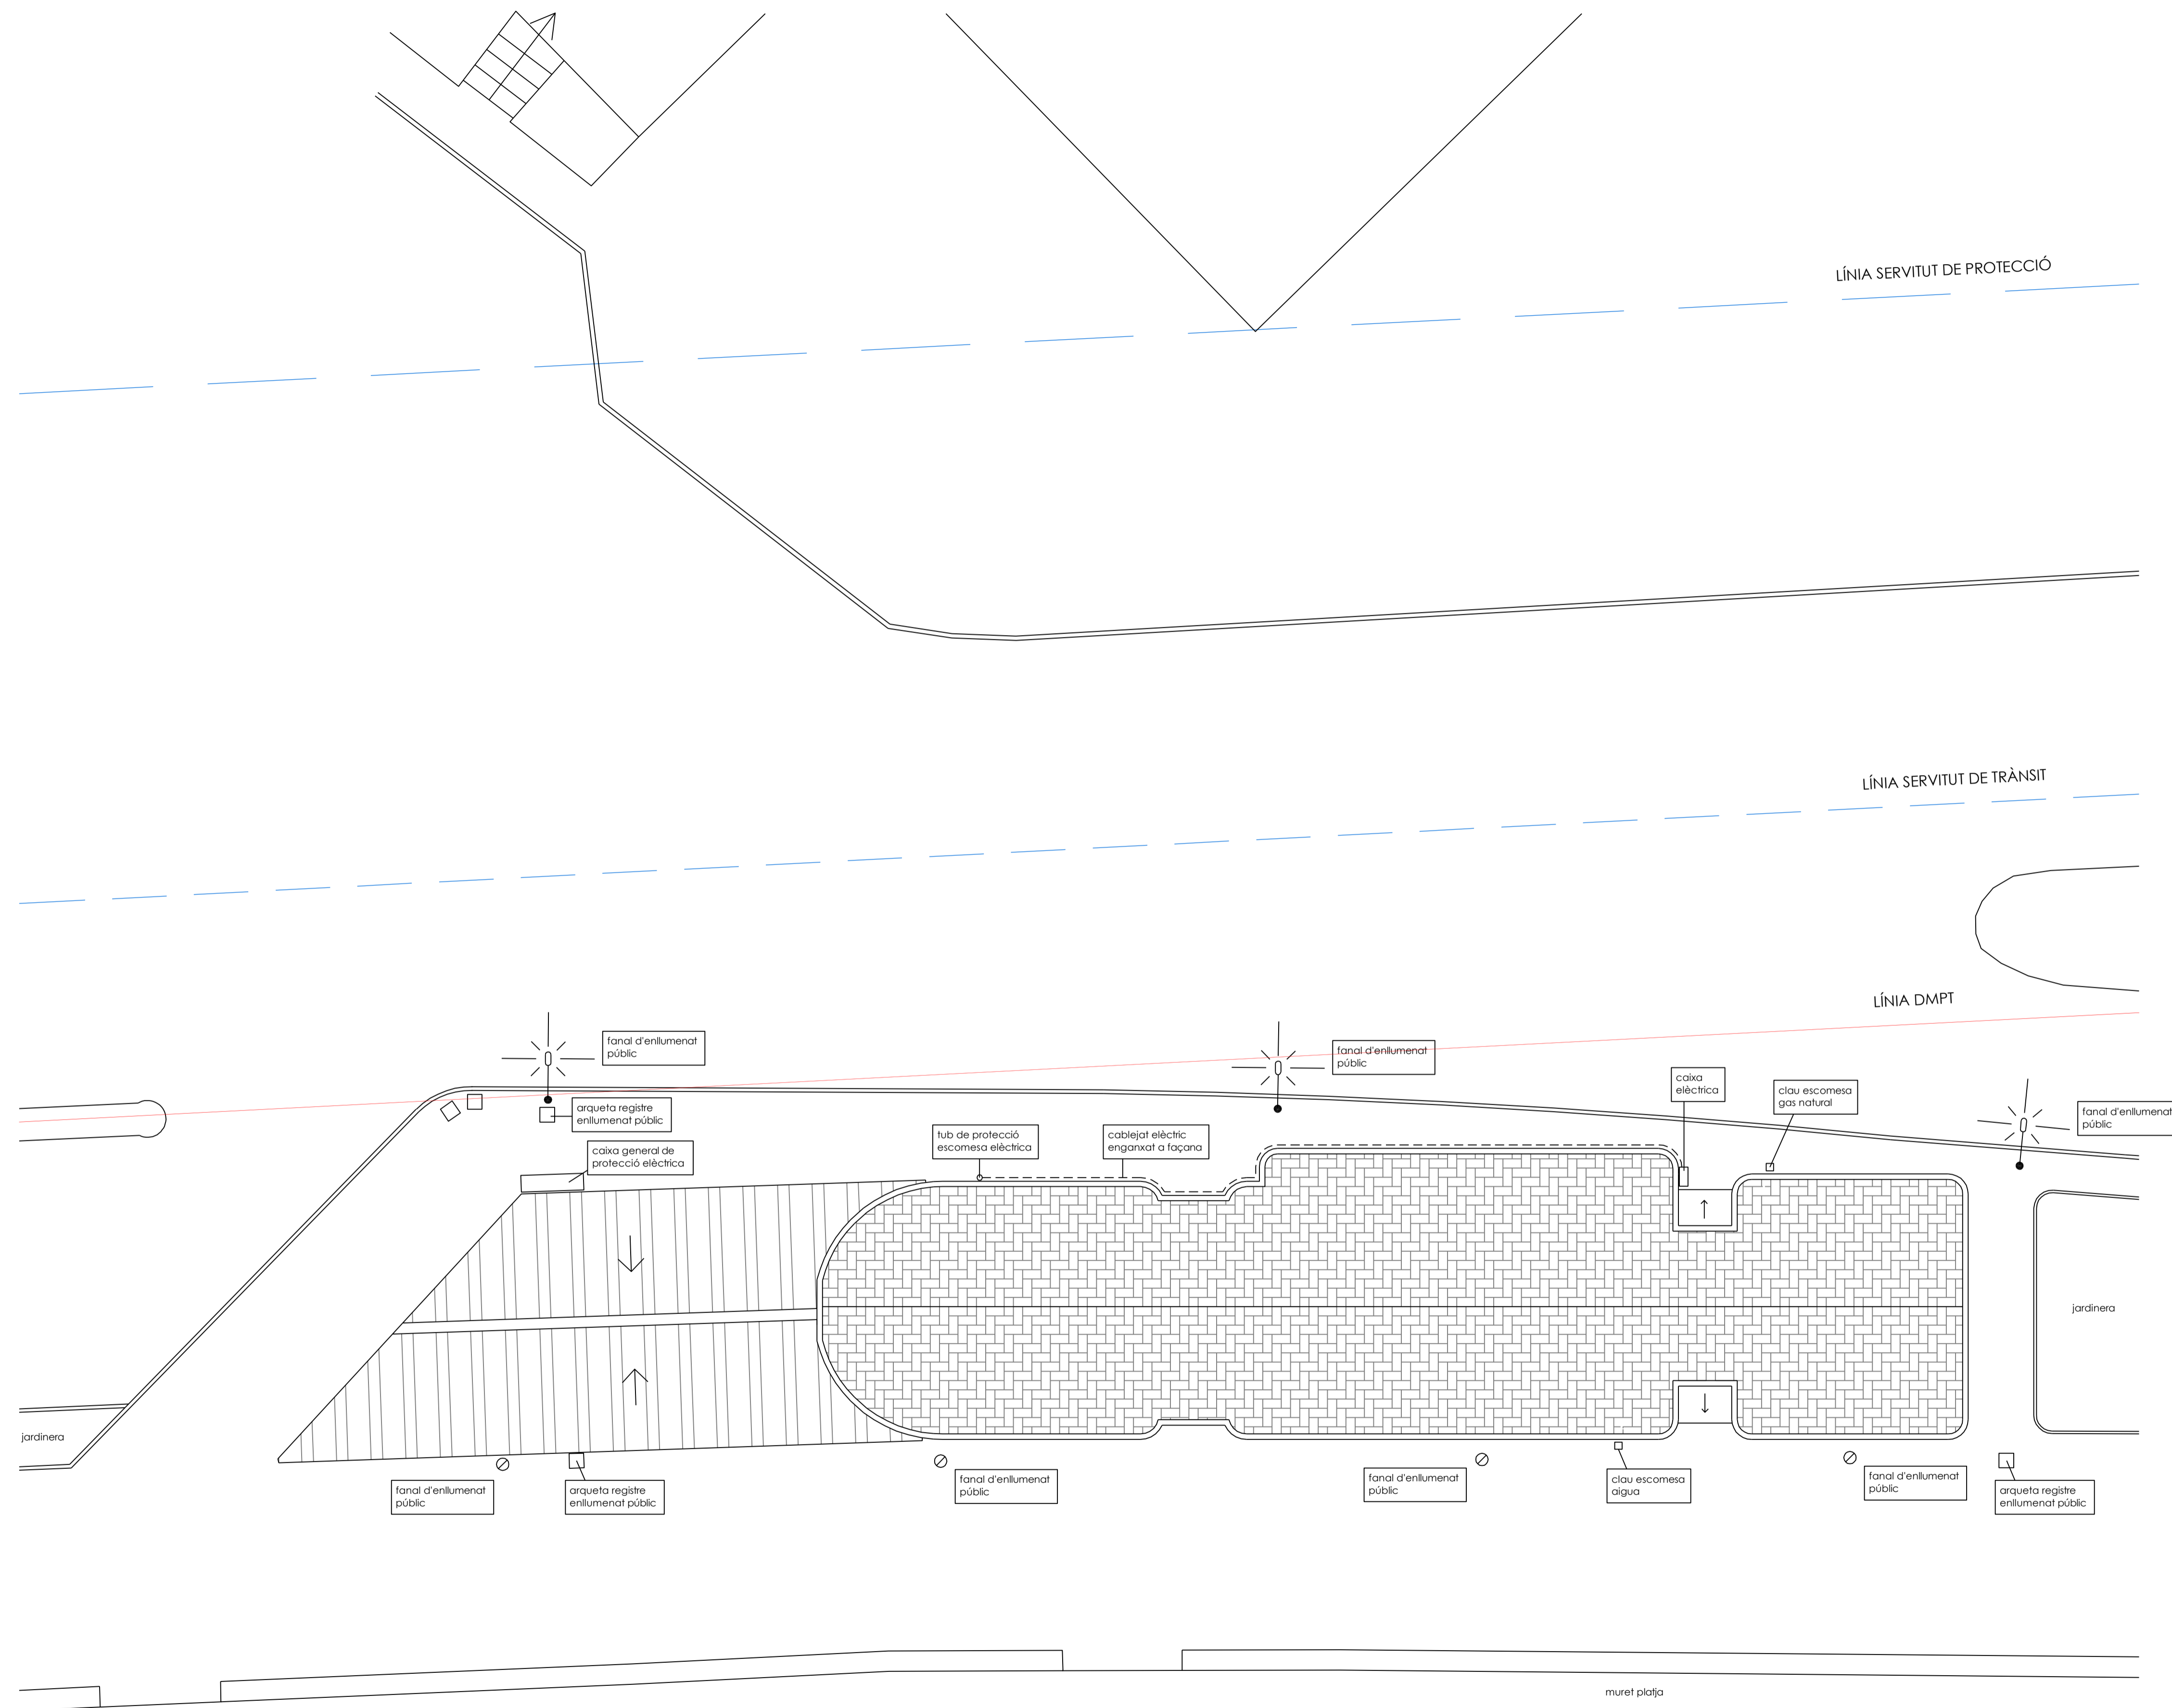 LÍNIA SERVITUT DE PROTECCIÓ
LÍNIA SERVITUT DE TRÀNSIT
LÍNIA DMPT
fanal d'enllumenat
públic
fanal d'enllumenat
públic
caixa
elèctrica
clau escomesa
gas natural
fanal d'enllumenat
públic
arqueta registre
enllumenat públic
caixa general de
protecció elèctrica
tub de protecció
escomesa elèctrica
cablejat elèctric
enganxat a façana
jardinera
jardinera
fanal d'enllumenat
públic
arqueta registre
enllumenat públic
fanal d'enllumenat
públic
fanal d'enllumenat
públic
clau escomesa
aigua
fanal d'enllumenat
públic
arqueta registre
enllumenat públic
muret platja